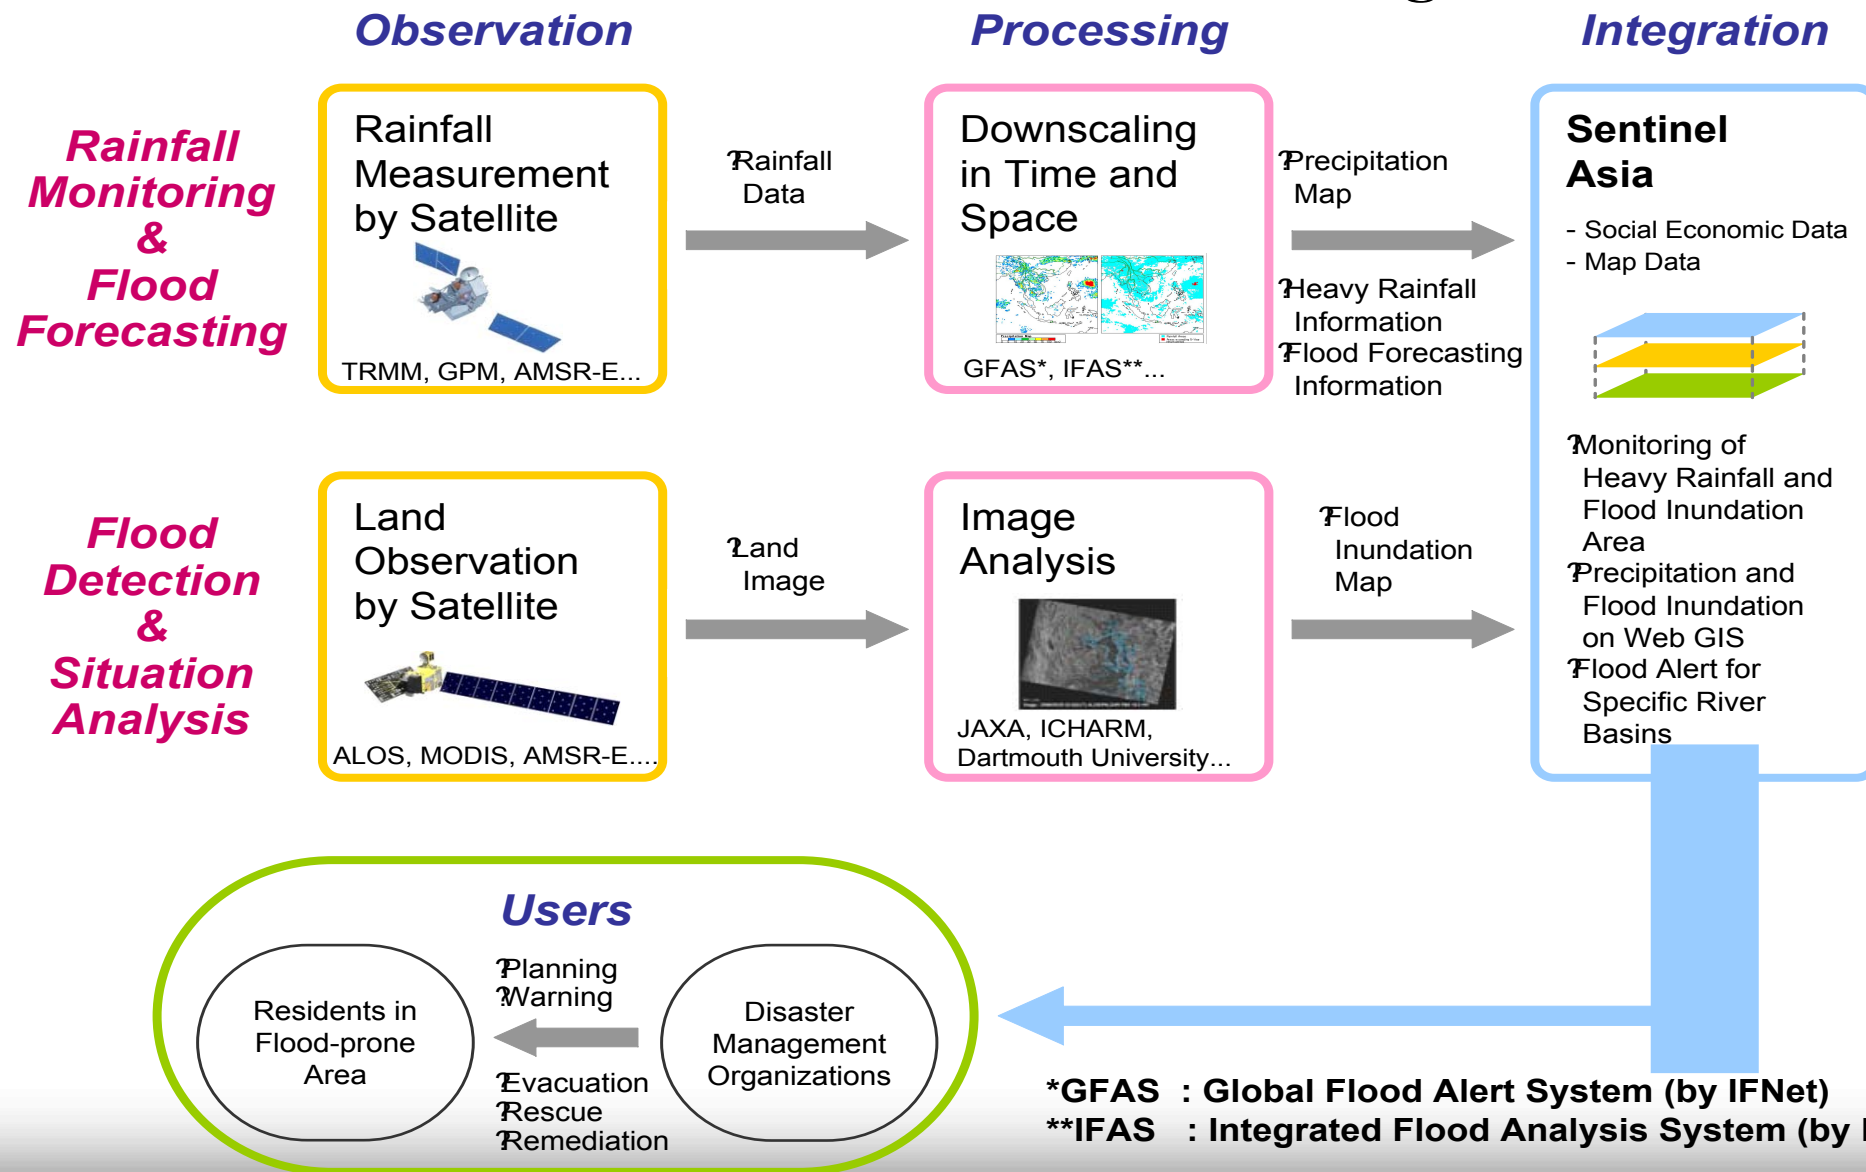 Observation
Processing
Integration
Rainfall
Monitoring
&
Flood
Forecasting
Rainfall
Measurement
by Satellite
TRMM, GPM, AMSR-E...
?Rainfall
Data
Downscaling
in Time and
Space
GFAS*, IFAS**...
?Precipitation
Map
?Heavy Rainfall
Information
?Flood Forecasting
Information
Sentinel
Asia
- Social Economic Data
- Map Data
?Monitoring of
Heavy Rainfall and
Flood Inundation
Area
?Precipitation and
Flood Inundation
on Web GIS
?Flood Alert for
Specific River
Basins
Flood
Detection
&
Situation
Analysis
Land
Observation
by Satellite
ALOS, MODIS, AMSR-E....
?Land
Image
Image
Analysis
JAXA, ICHARM,
Dartmouth University...
?Flood
Inundation
Map
Users
Residents in
Flood-prone
Area
?Planning
?Warning
?Evacuation
?Rescue
?Remediation
Disaster
Management
Organizations
*GFAS : Global Flood Alert System (by IFNet)
**IFAS : Integrated Flood Analysis System (by